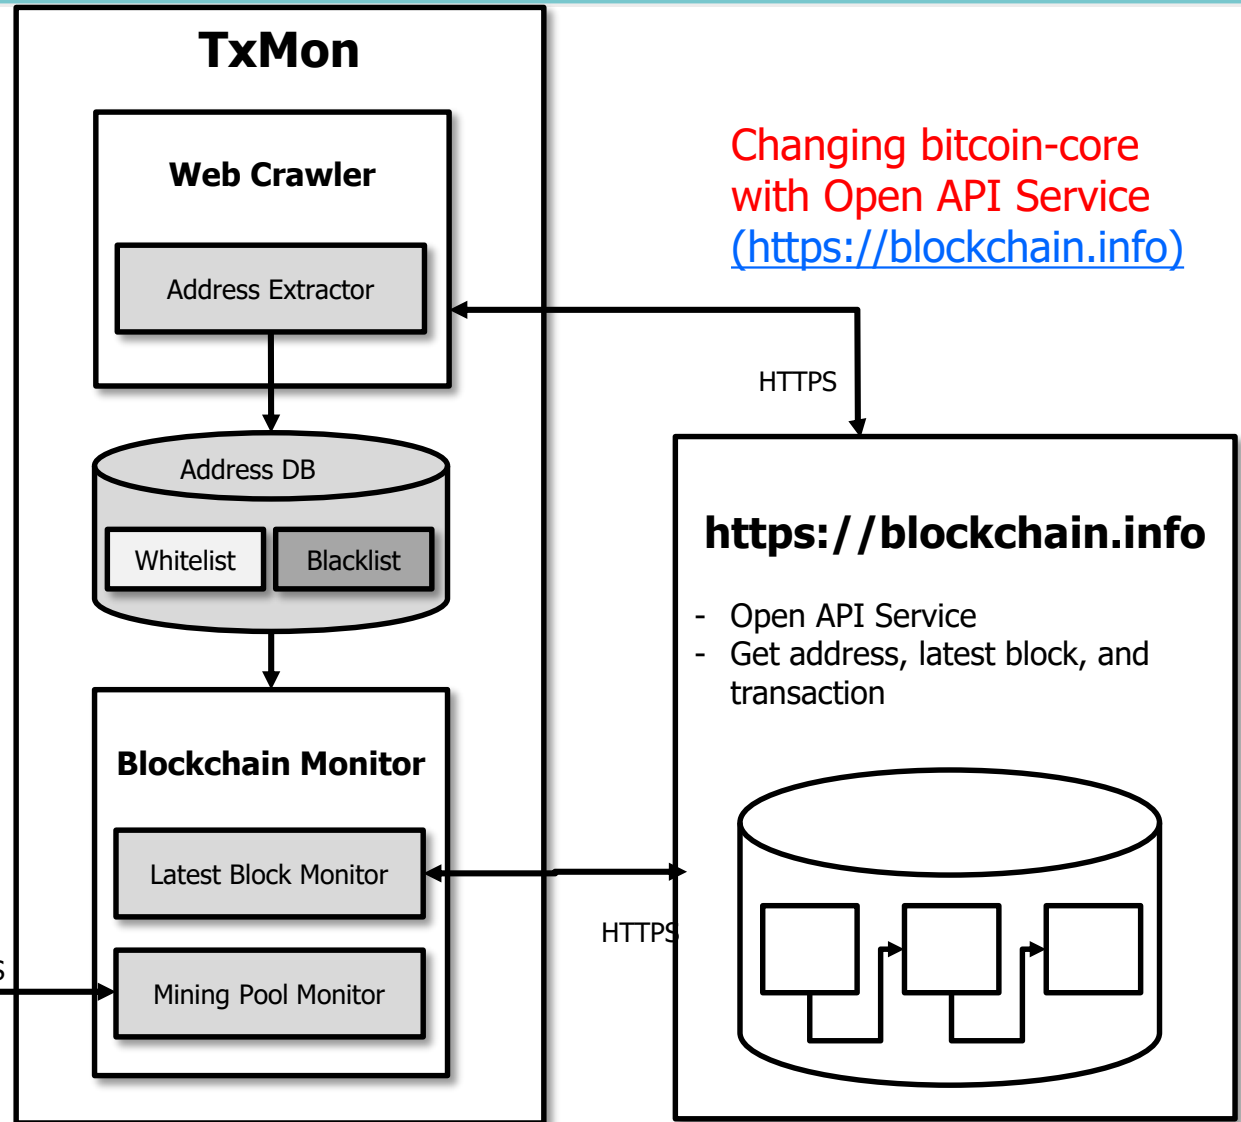 TxMon
Web Crawler
Address Extractor
Address DB
Whitelist
Blacklist
Blockchain Monitor
Latest Block Monitor
Mining Pool Monitor
Changing bitcoin-core
with Open API Service
(https://blockchain.info)
HTTPS
https://blockchain.info
- Open API Service
- Get address, latest block, and
transaction
HTTPS